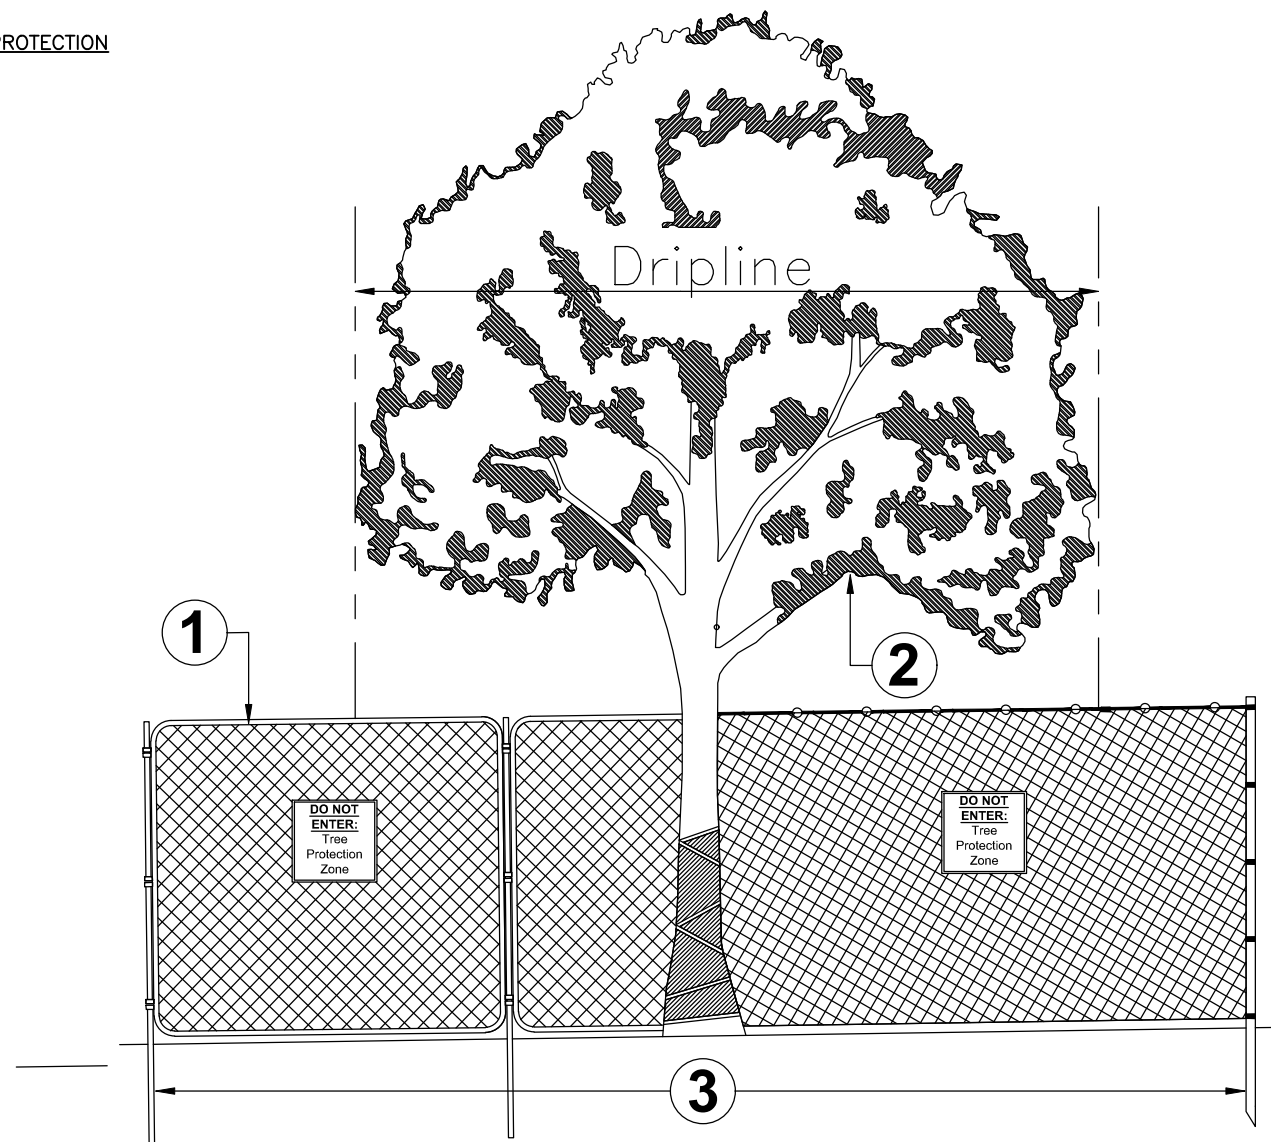 PROTECTION
Dripline
1
2
DO NOT
ENTER:
Tree
Protection
Zone
DO NOT
ENTER:
Tree
Protection
Zone
3